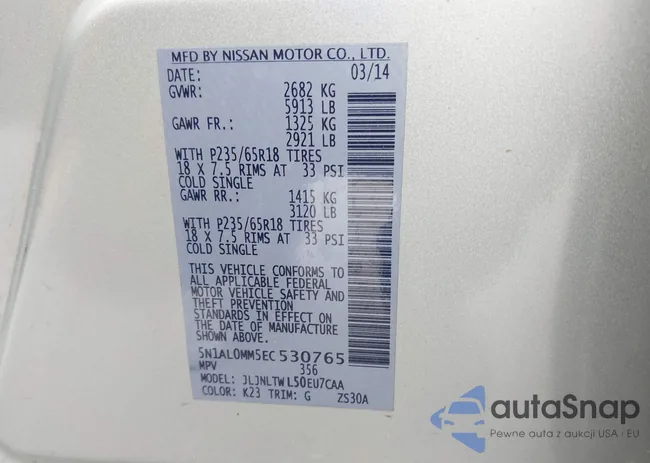 MFD BY NISSAN MOTOR CO., LTD.
DATE: 03/14
GVWR: 2682 KG
5913 LB
GAWR FR.: 1325 KG
2921 LB
WITH P235/65R18 TIRES
18 X 7.5 RIMS AT 33 PSI
COLD SINGLE
GAWR RR.: 1415 KG
3120 LB
WITH P235/65R18 TIRES
18 X 7.5 RIMS AT 33 PSI
COLD SINGLE
THIS VEHICLE CONFORMS TO
ALL APPLICABLE FEDERAL
MOTOR VEHICLE SAFETY AND
THEFT PREVENTION
STANDARDS IN EFFECT ON
THE DATE OF MANUFACTURE
SHOWN ABOVE.
5N1AL0MM5EC530765
MPV 356
MODEL: JLJNLTWL50EU7CAA
COLOR: K23 TRIM: G ZS30A
autaSnap
Pewne auta z aukcji USA i EU